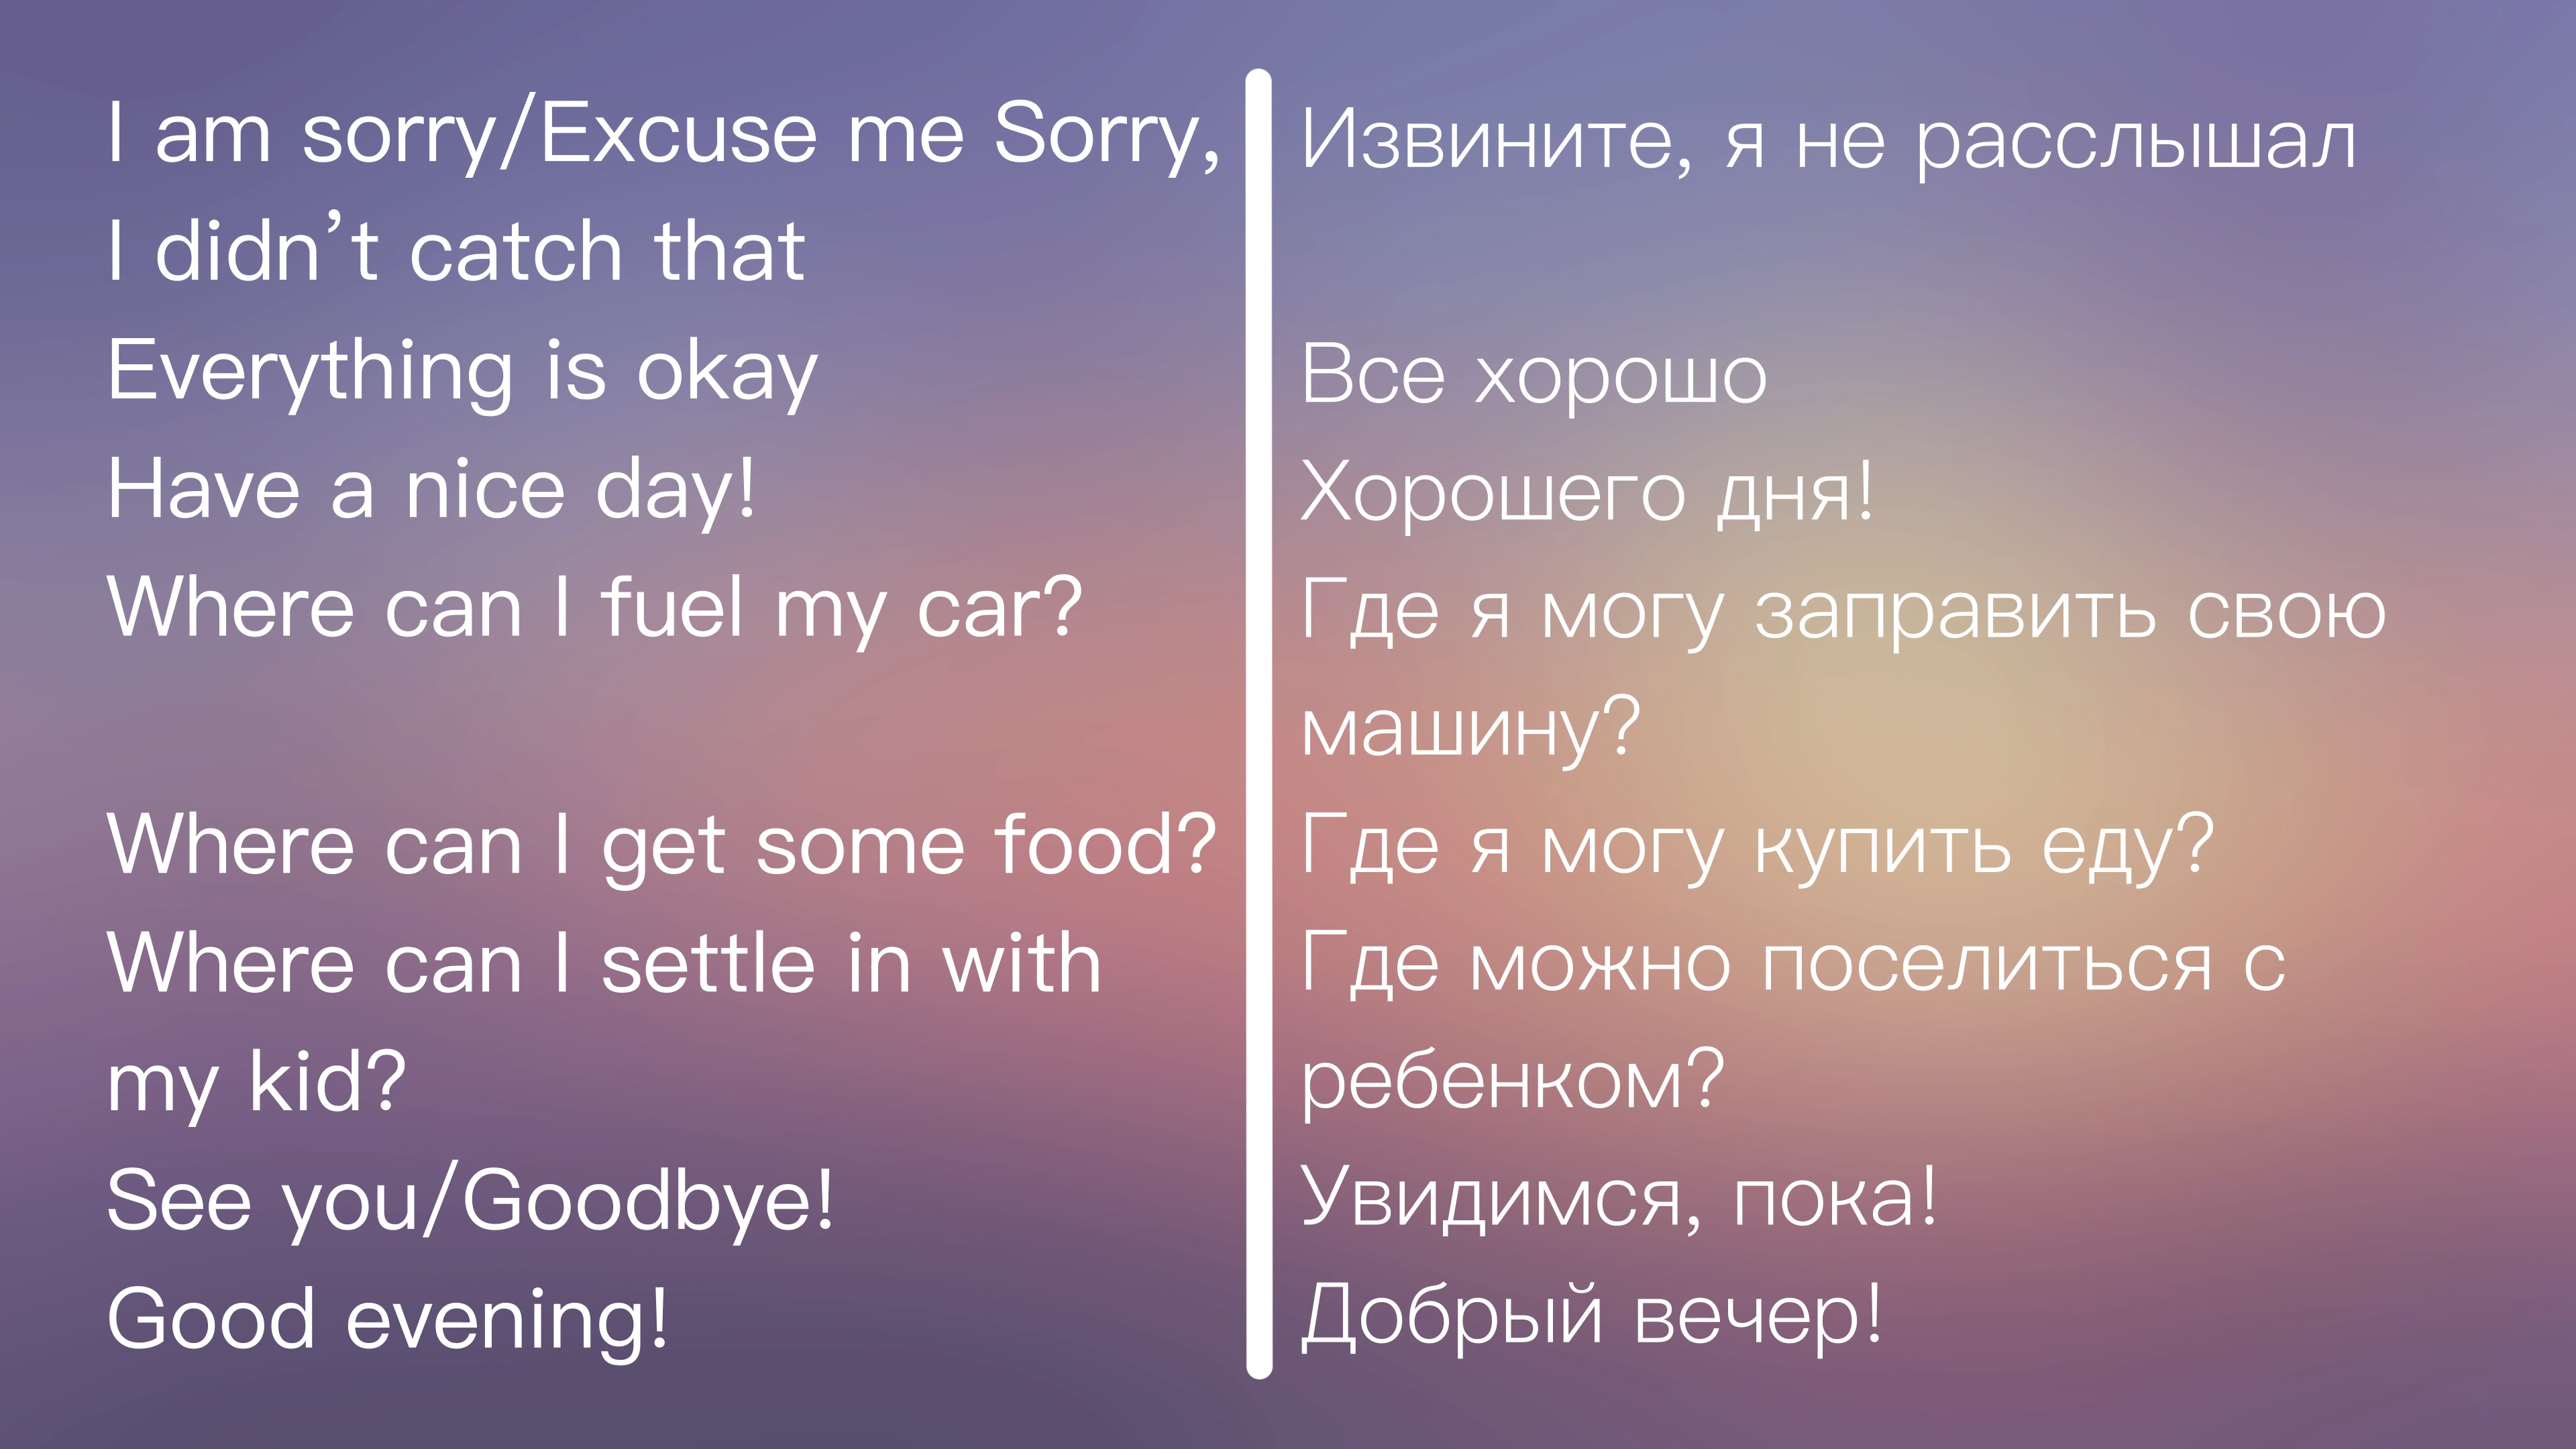 I am sorry/Excuse me Sorry,
I didn’t catch that
Everything is okay
Have a nice day!
Where can I fuel my car?
Where can I get some food?
Where can I settle in with
my kid?
See you/Goodbye!
Good evening!
Извините, я не расслышал
Все хорошо
Хорошего дня!
Где я могу заправить свою
машину?
Где я могу купить еду?
Где можно поселиться с
ребенком?
Увидимся, пока!
Добрый вечер!